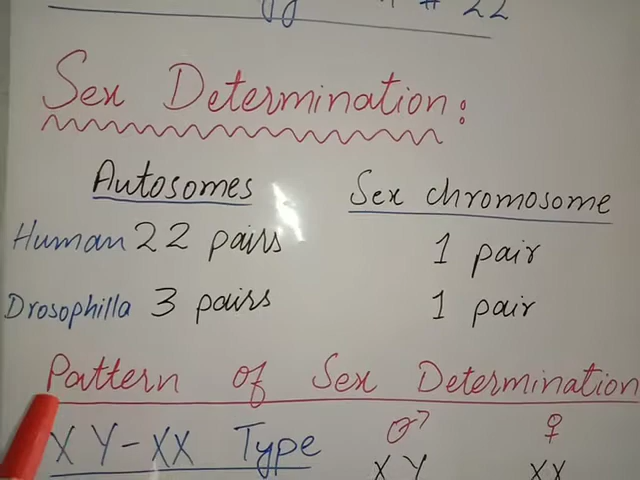 # 22
Sex Determination:
Autosomes Sex chromosome
Human 22 pairs 1 pair
Drosophilla 3 pairs 1 pair
Pattern of Sex Determination
XY-XX Type ♂ ♀
XY XX